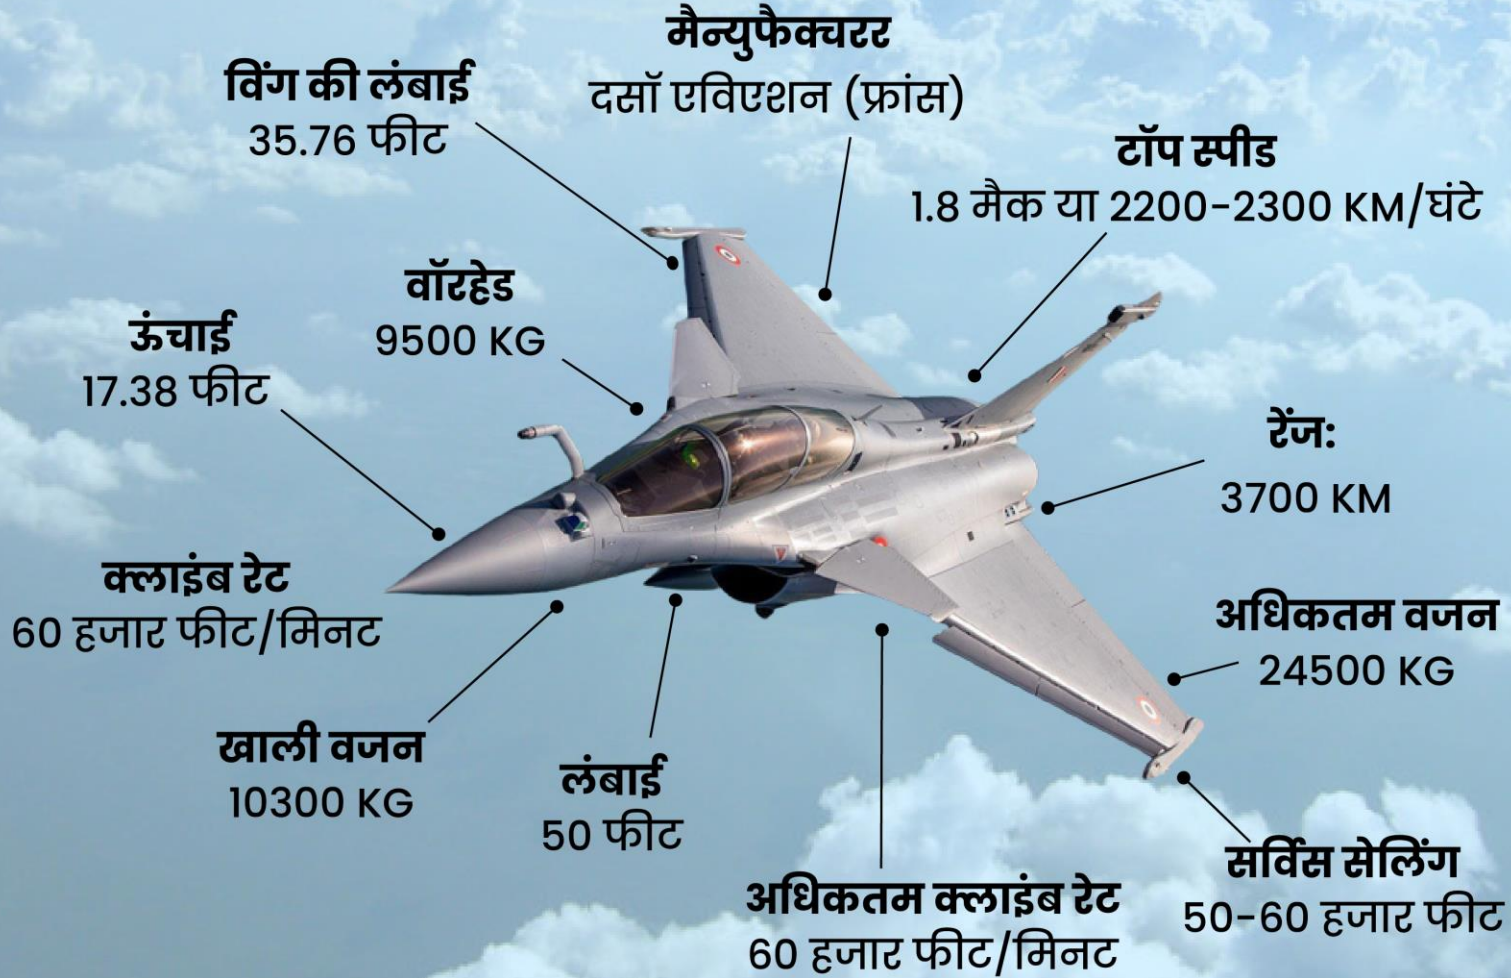 मैन्युफैक्चरर
दसॉ एविएशन (फ्रांस)
विंग की लंबाई
35.76 फीट
टॉप स्पीड
1.8 मैक या 2200-2300 KM/घंटे
वॉरहेड
9500 KG
ऊंचाई
17.38 फीट
रेंज:
3700 KM
क्लाइंब रेट
60 हजार फीट/मिनट
अधिकतम वजन
24500 KG
खाली वजन
10300 KG
लंबाई
50 फीट
अधिकतम क्लाइंब रेट
60 हजार फीट/मिनट
सर्विस सेलिंग
50-60 हजार फीट